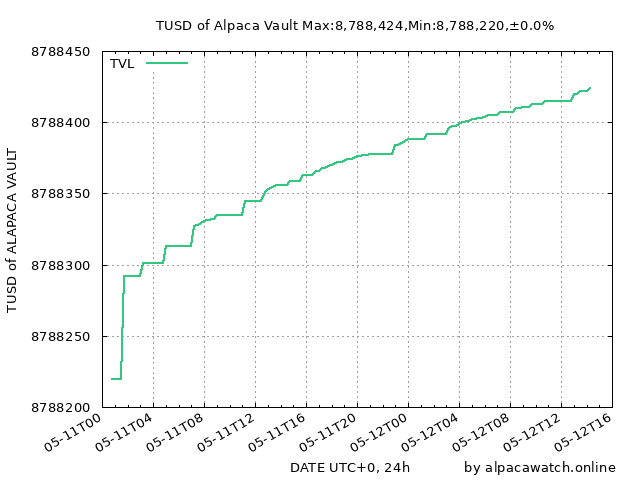 TUSD of Alpaca Vault Max:8,788,424,Min:8,788,220,±0.0%
TVL
TUSD of ALAPACA VAULT
8788450
8788400
8788350
8788300
8788250
8788200
05-11T00
05-11T04
05-11T08
05-11T12
05-11T16
05-11T20
05-12T00
05-12T04
05-12T08
05-12T12
05-12T16
DATE UTC+0, 24h
by alpacawatch.online